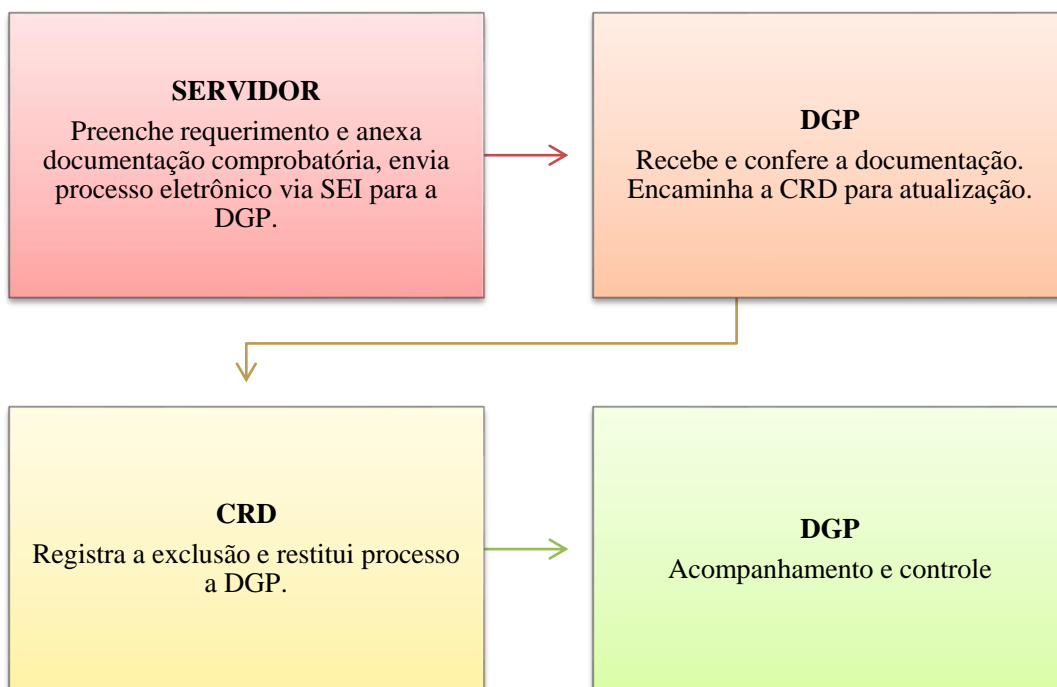 SERVIDOR
Preenche requerimento e anexa
documentação comprobatória, envia
processo eletrônico via SEI para a
DGP.
DGP
Recebe e confere a documentação.
Encaminha a CRD para atualização.
CRD
Registra a exclusão e restitui processo
a DGP.
DGP
Acompanhamento e controle